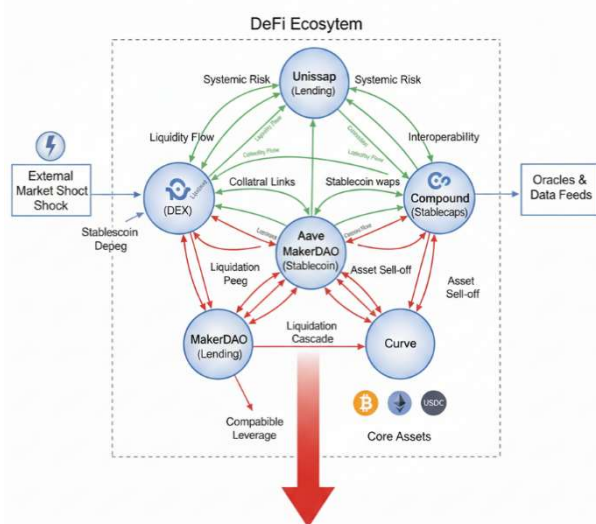 DeFi Ecosytem
Systemic Risk
Unissap
(Lending)
Systemic Risk
Liquidity Flow
Interoperability
External
Market Shoct
Shock
(DEX)
Collatral Links
Stablecoin waps
Compound
(Stablecaps)
Oracles &
Data Feeds
Stablescoin
Depeg
Aave
MakerDAO
(Stablecoin)
Liquidation
Peeg
Asset Sell-off
Asset
Sell-off
MakerDAO
(Lending)
Liquidation
Cascade
Curve
USDC
Compabible
Leverage
Core Assets